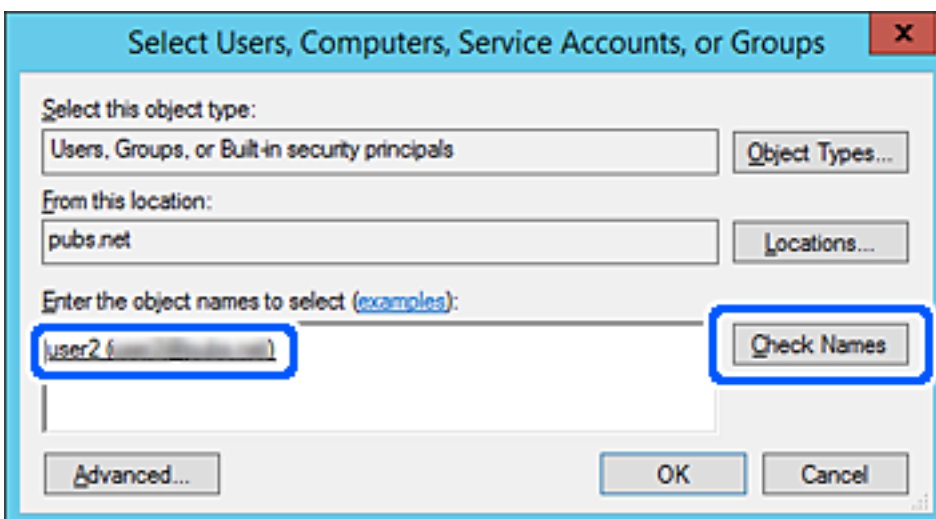 Select Users, Computers, Service Accounts, or Groups
x
Select this object type:
Users, Groups, or Built-in security principals
Object Types...
From this location:
pubs.net
Locations...
Enter the object names to select (examples):
user2 (
)
Check Names
Advanced...
OK
Cancel